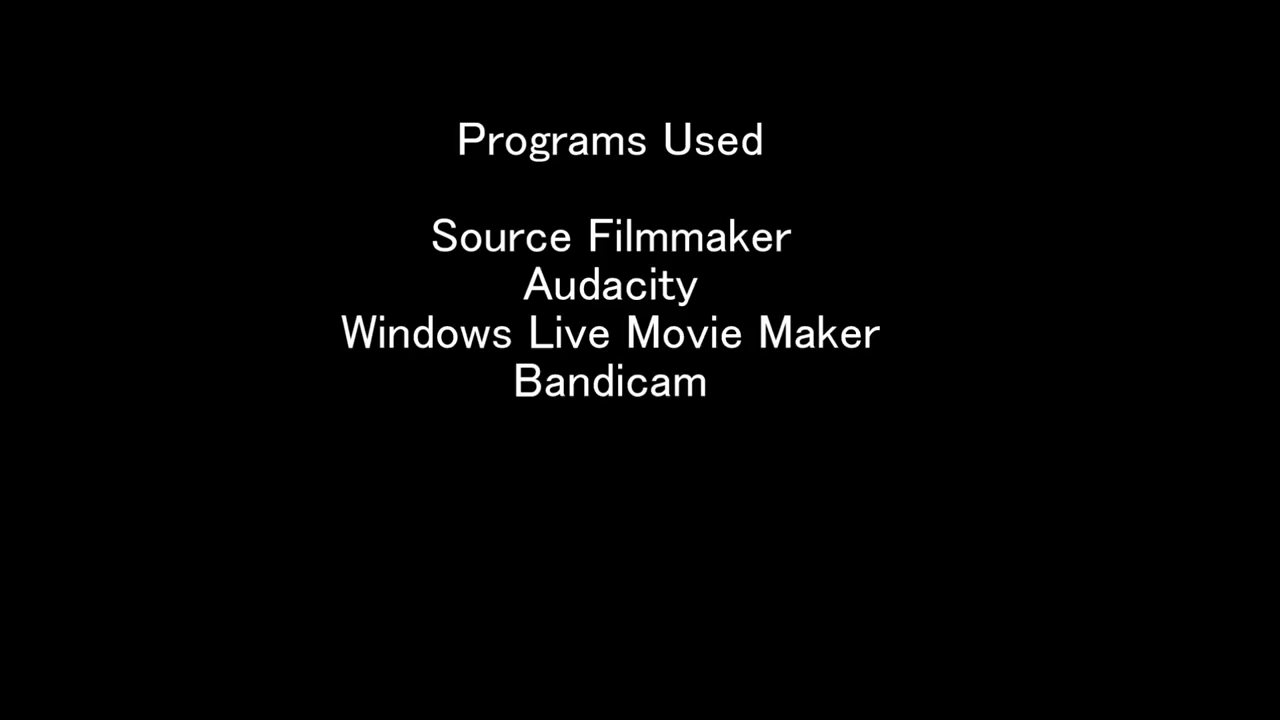 Programs Used
Source Filmmaker
Audacity
Windows Live Movie Maker
Bandicam